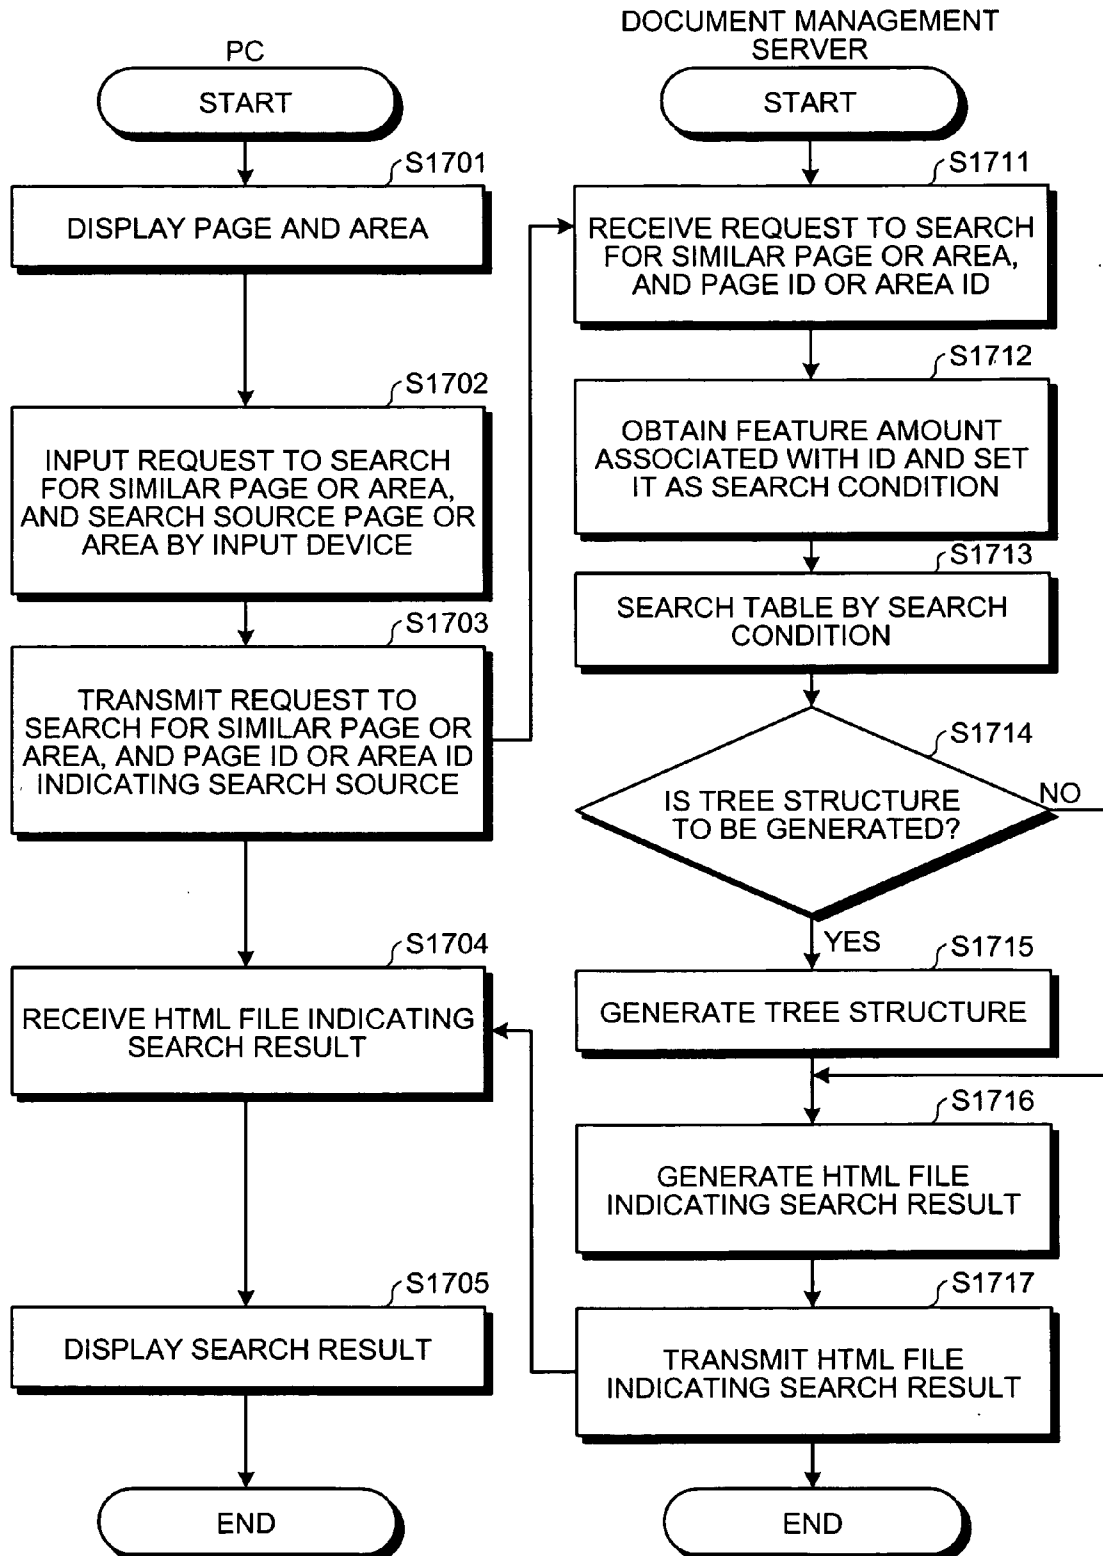 PC
START
S1701
DISPLAY PAGE AND AREA
S1702
INPUT REQUEST TO SEARCH
FOR SIMILAR PAGE OR AREA,
AND SEARCH SOURCE PAGE OR
AREA BY INPUT DEVICE
S1703
TRANSMIT REQUEST TO
SEARCH FOR SIMILAR PAGE OR
AREA, AND PAGE ID OR AREA ID
INDICATING SEARCH SOURCE
S1704
RECEIVE HTML FILE INDICATING
SEARCH RESULT
S1705
DISPLAY SEARCH RESULT
END
DOCUMENT MANAGEMENT
SERVER
START
S1711
RECEIVE REQUEST TO SEARCH
FOR SIMILAR PAGE OR AREA,
AND PAGE ID OR AREA ID
S1712
OBTAIN FEATURE AMOUNT
ASSOCIATED WITH ID AND SET
IT AS SEARCH CONDITION
S1713
SEARCH TABLE BY SEARCH
CONDITION
S1714
IS TREE STRUCTURE
TO BE GENERATED?
NO
YES
S1715
GENERATE TREE STRUCTURE
S1716
GENERATE HTML FILE
INDICATING SEARCH RESULT
S1717
TRANSMIT HTML FILE
INDICATING SEARCH RESULT
END